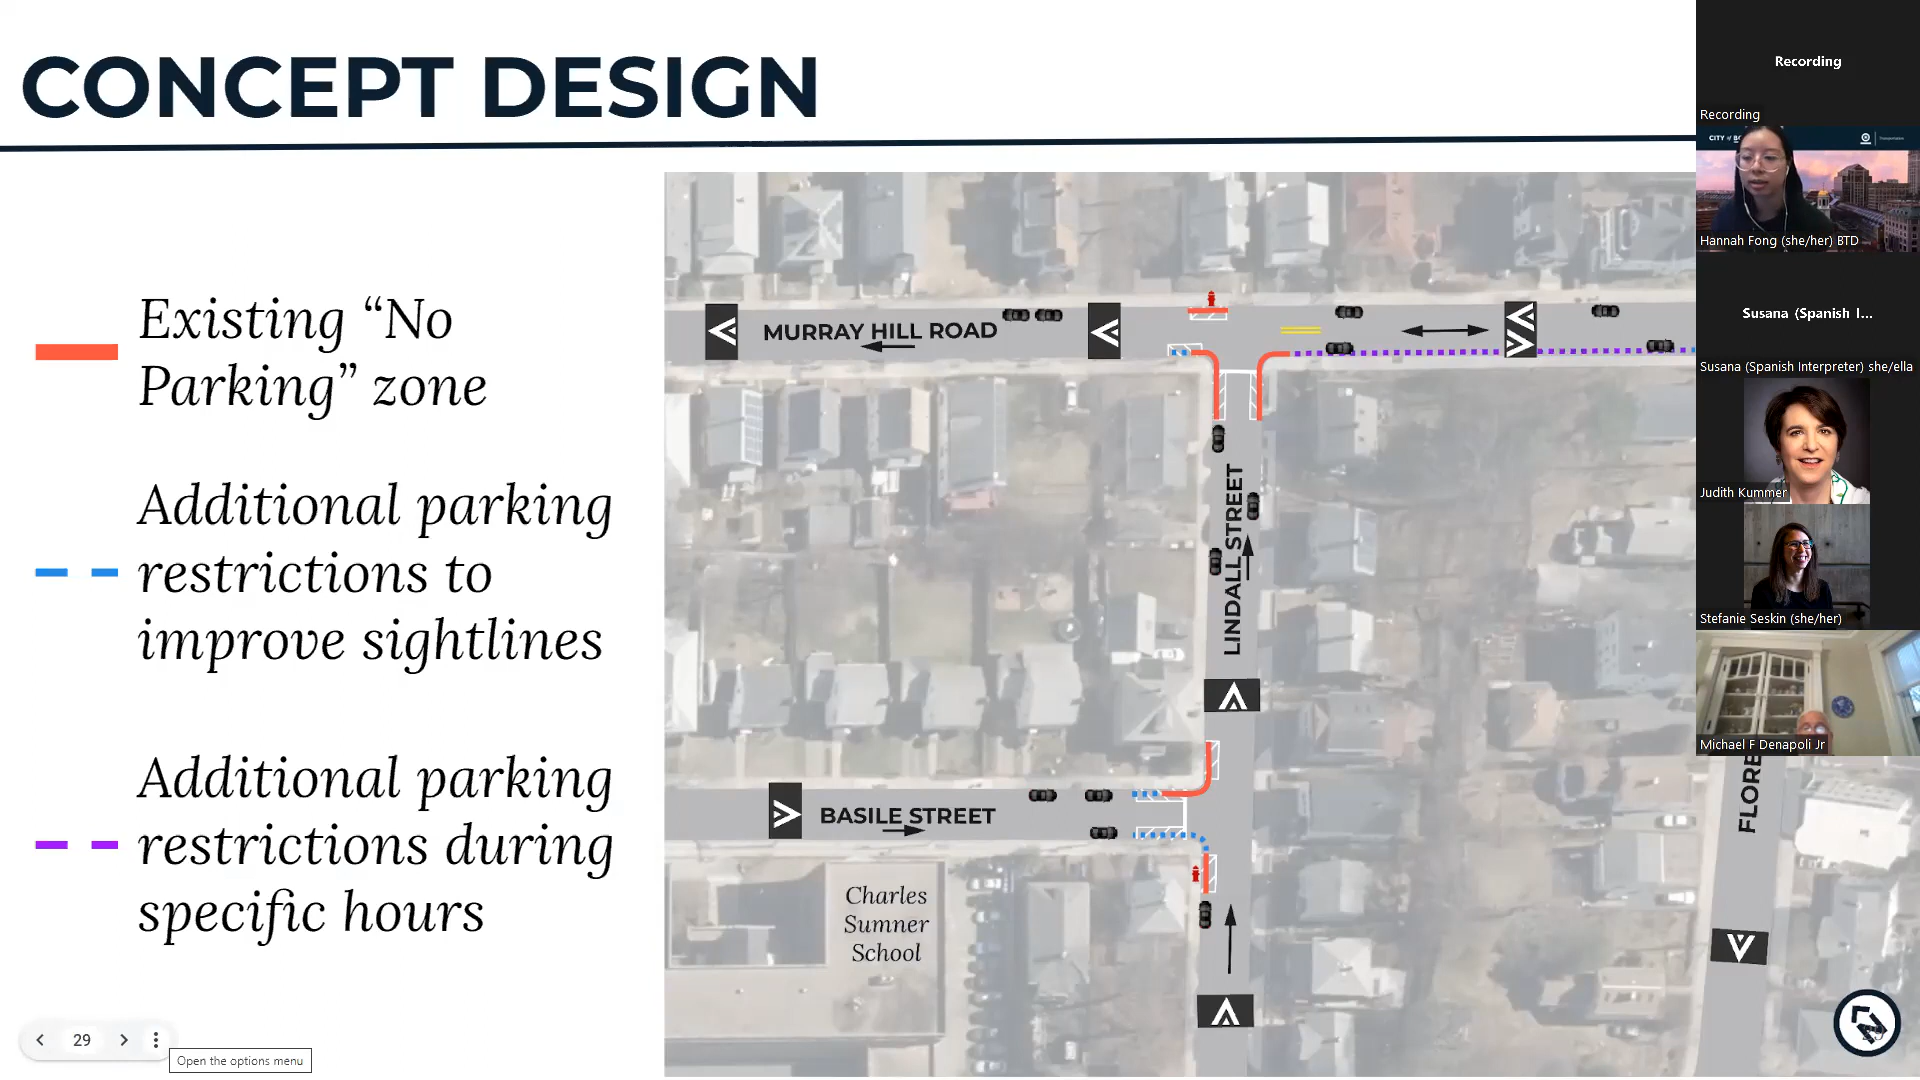 CONCEPT DESIGN
Existing “No
Parking” zone
Additional parking
restrictions to
improve sightlines
Additional parking
restrictions during
specific hours
MURRAY HILL ROAD
LINDALL STREET
BASILE STREET
Charles
Sumner
School
FLORE
29
Open the options menu
Recording
Recording
CITY of BO
Hannah Fong (she/her) BTD
Susana (Spanish I...
Susana (Spanish Interpreter) she/ella
Judith Kummer
Stefanie Seskin (she/her)
Michael F Denapoli Jr